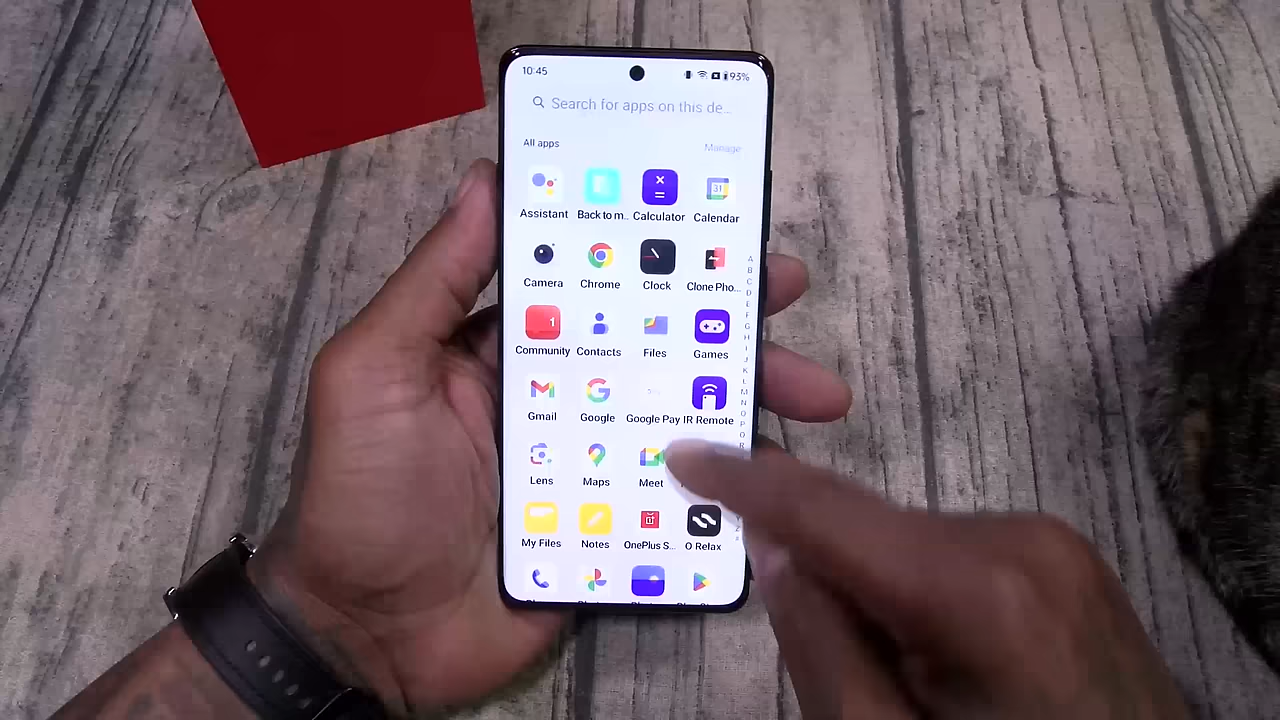 10:45 93%
Search for apps on this de...
All apps Manage
31
Assistant Back to m... Calculator Calendar
Camera Chrome Clock Clone Pho...
1
Community Contacts Files Games
Gmail Google Google Pay IR Remote
Lens Maps Meet
My Files Notes OnePlus S... O Relax
A
B
C
D
E
F
G
H
I
J
K
L
M
N
O
P
Q
R